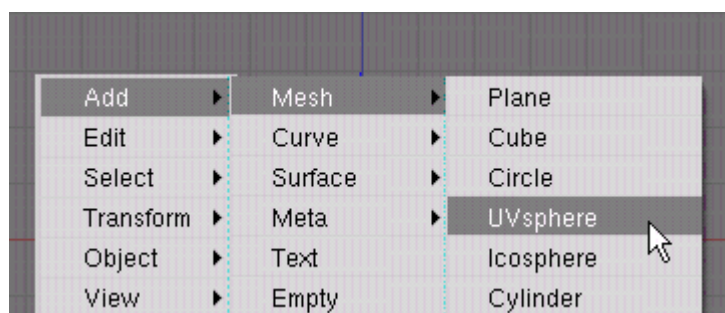 Add Mesh Plane
Edit Curve Cube
Select Surface Circle
Transform Meta UVsphere
Object Text Icosphere
View Empty Cylinder